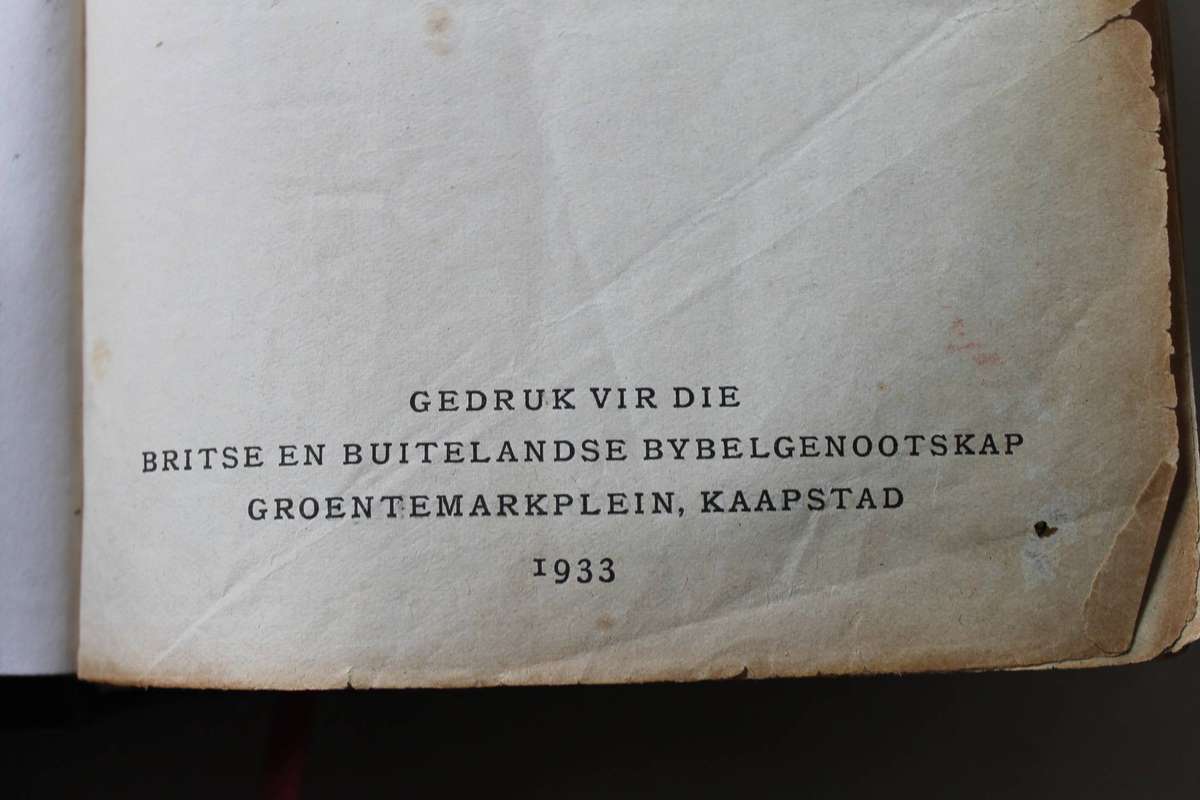 GEDRUK VIR DIE
BRITSE EN BUITELANDSE BYBELGENOOTSKAP
GROENTEMARKPLEIN, KAAPSTAD
1933